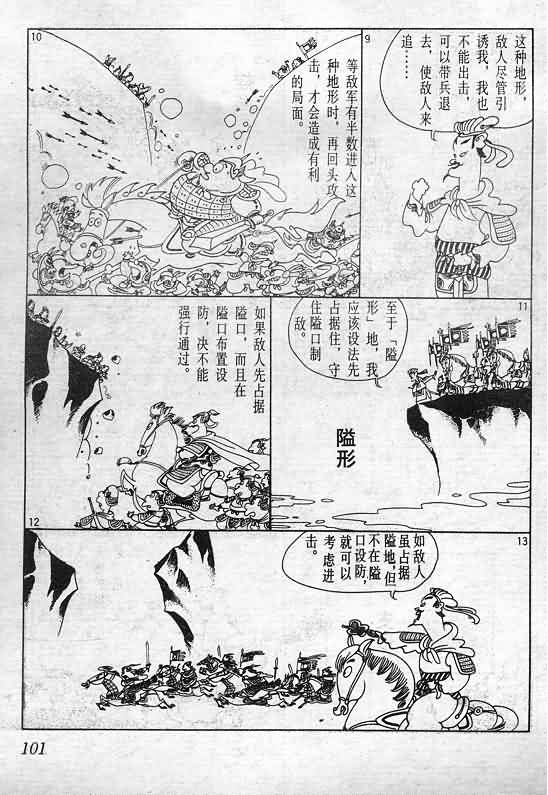 9
这种地形，
敌人尽管引
诱我，我也
不能出击，
可以带兵退
去，使敌人来
追……
10
等敌军有半数进入这
种地形时，再回头攻
击，才会造成有利
的局面。
11
至于「隘
形」地，我
应该设法先
占据住，守
住隘口制
敌。
隘形
12
如果敌人先占据
隘口，而且在
隘口布置设
防，决不能
强行通过。
13
如敌人
虽占据
隘地，但
不在隘
口设防，
就可以
考虑进
击。
101